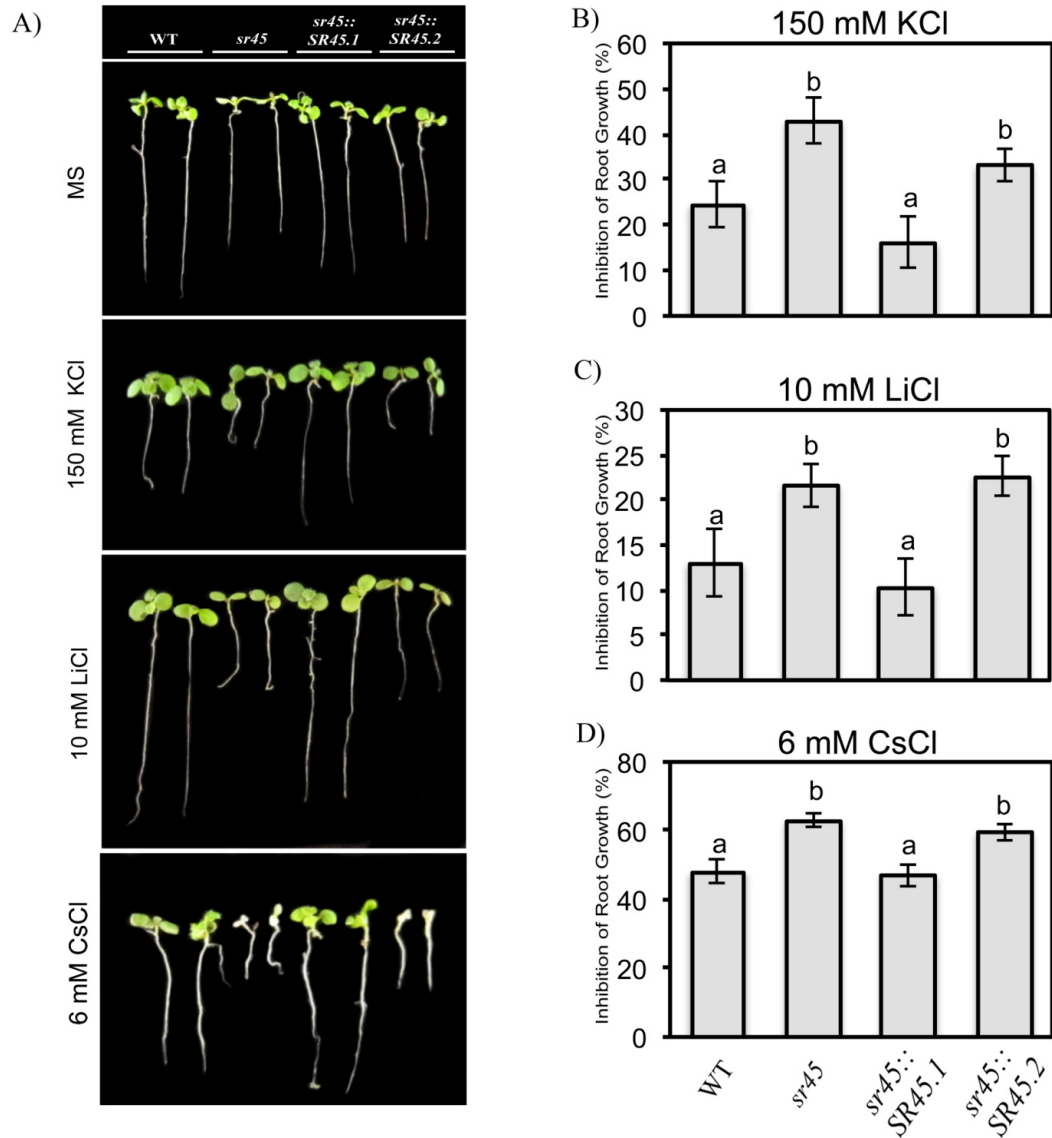 A)
WT
sr45
sr45::
SR45.1
sr45::
SR45.2
MS
150 mM KCl
10 mM LiCl
6 mM CsCl
B)
150 mM KCl
Inhibition of Root Growth (%)
60
50
40
30
20
10
0
a
b
a
b
C)
10 mM LiCl
Inhibition of Root Growth (%)
30
25
20
15
10
5
0
a
b
a
b
D)
6 mM CsCl
Inhibition of Root Growth (%)
80
60
40
20
0
a
b
a
b
WT
sr45
sr45::
SR45.1
sr45::
SR45.2